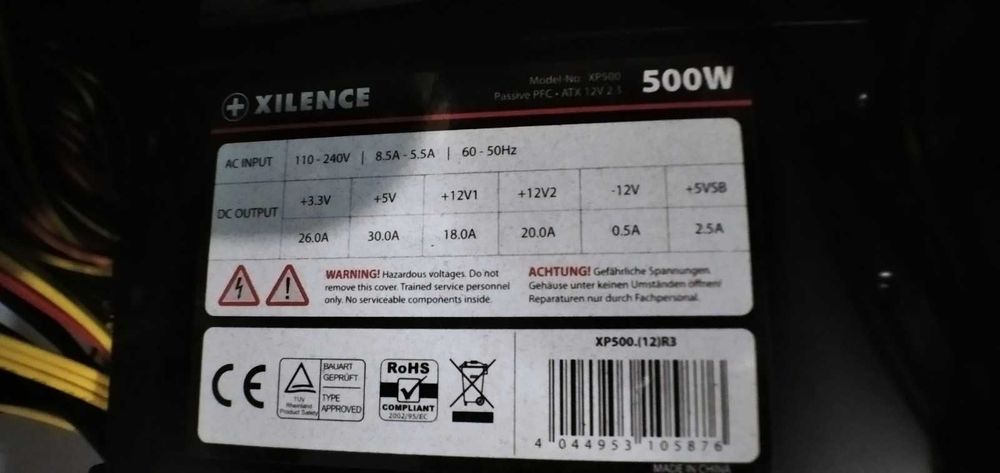 XILENCE
Model-No: XP500
Passive PFC • ATX 12V 2.3
500W
AC INPUT 110 - 240V | 8.5A - 5.5A | 60 - 50Hz
DC OUTPUT
+3.3V +5V +12V1 +12V2 -12V +5VSB
26.0A 30.0A 18.0A 20.0A 0.5A 2.5A
WARNING! Hazardous voltages. Do not
remove this cover. Trained service personnel
only. No serviceable components inside.
ACHTUNG! Gefährliche Spannungen.
Gehäuse unter keinen Umständen öffnen!
Reparaturen nur durch Fachpersonal.
CE
TÜV
Rheinland
Product Safety
BAUART
GEPRÜFT
TYPE
APPROVED
RoHS
COMPLIANT
2002/95/EC
XP500.(12)R3
4 044953 105876
MADE IN CHINA